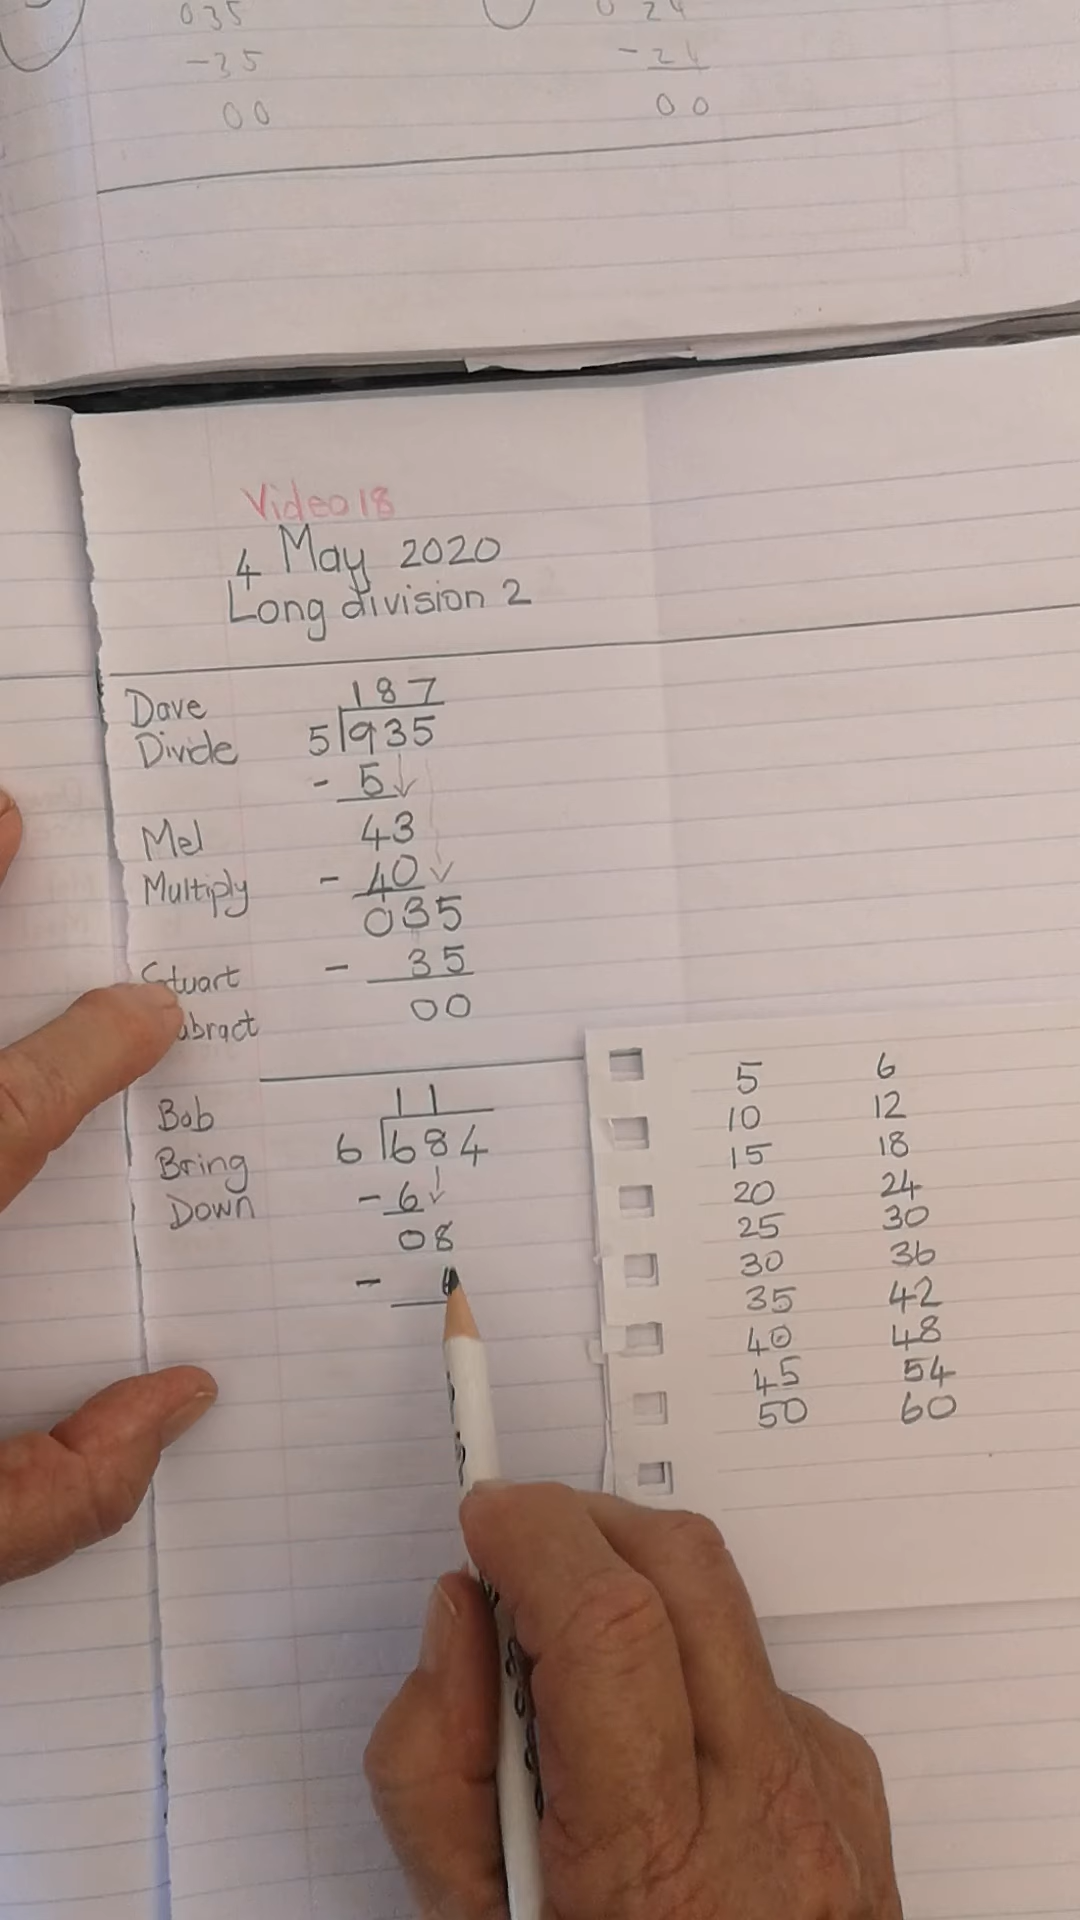 035 0 24
-35 - 24
00 00
Video 18
4 May 2020
Long division 2
Dave 187
Divide 5 935
- 5
Mel 43
Multiply - 40
035
Stuart - 35
00
Bob 11
Bring 6 684
Down - 6
08
-
5 6
10 12
15 18
20 24
25 30
30 36
35 42
40 48
45 54
50 60